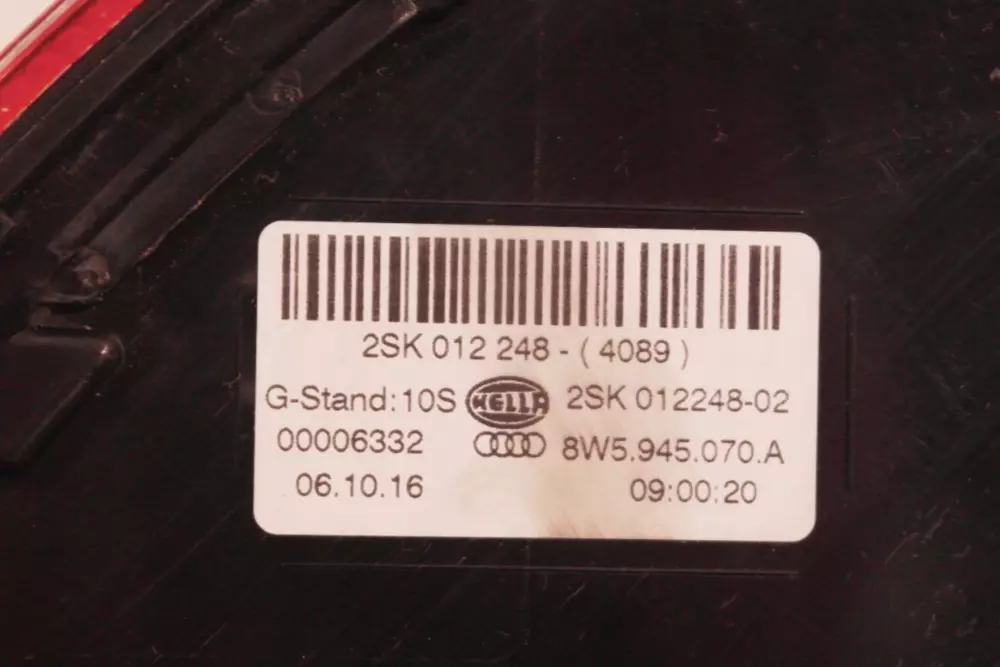 2SK 012 248 - ( 4089 )
G-Stand: 10S HELLA 2SK 012248-02
00006332 8W5.945.070.A
06.10.16 09:00:20